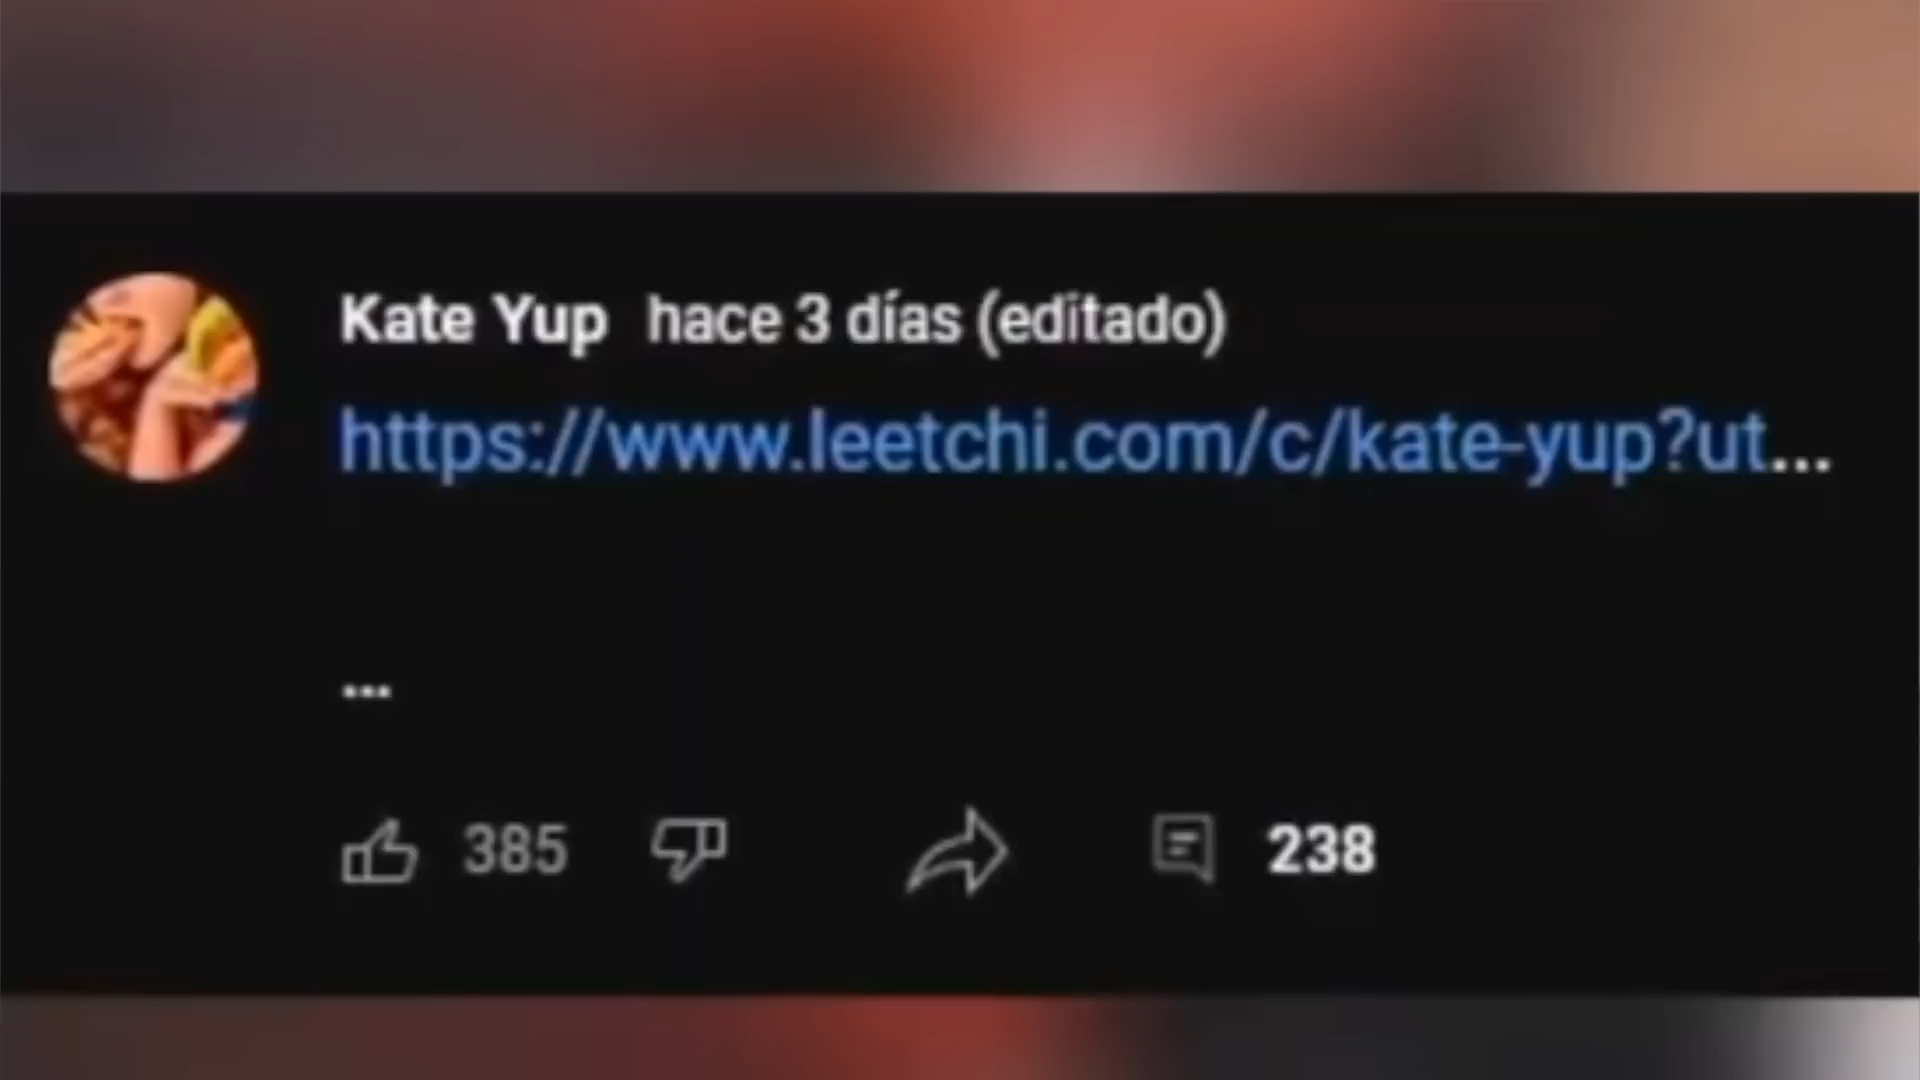 Kate Yup hace 3 días (editado)
https://www.leetchi.com/c/kate-yup?ut...
...
385 238